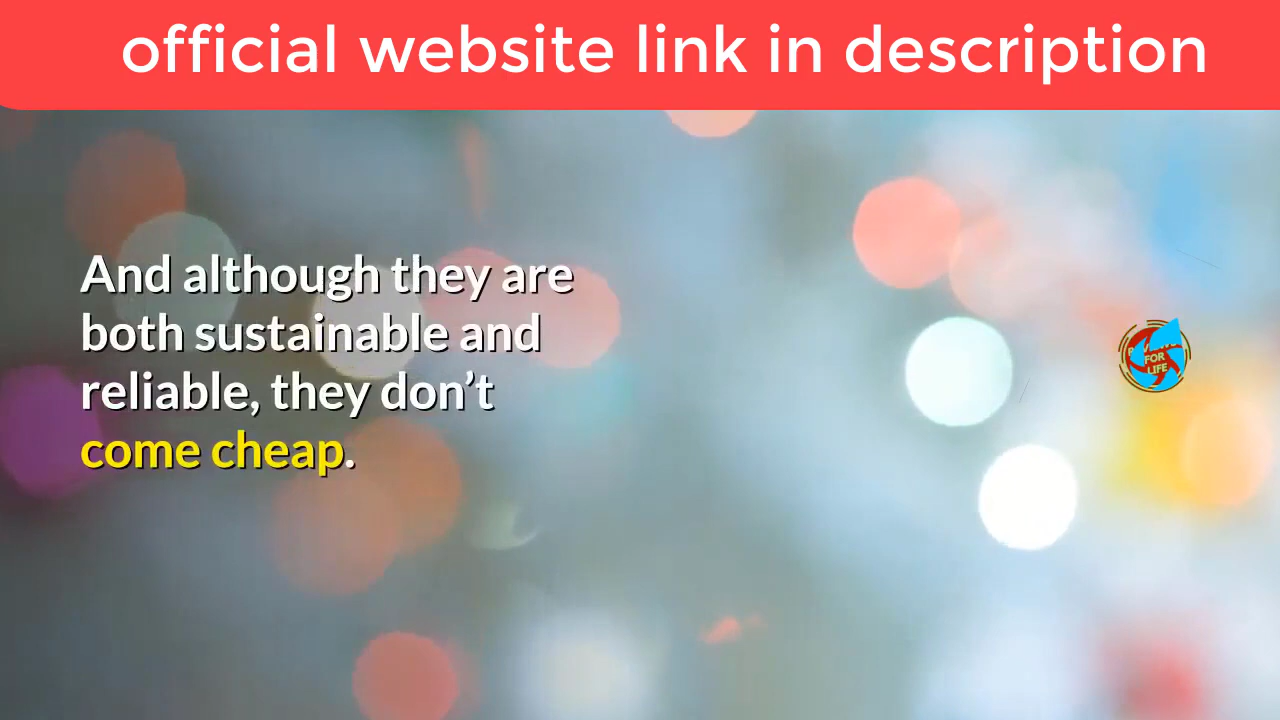 official website link in description
And although they are
both sustainable and
reliable, they don’t
come cheap.
FOR
LIFE